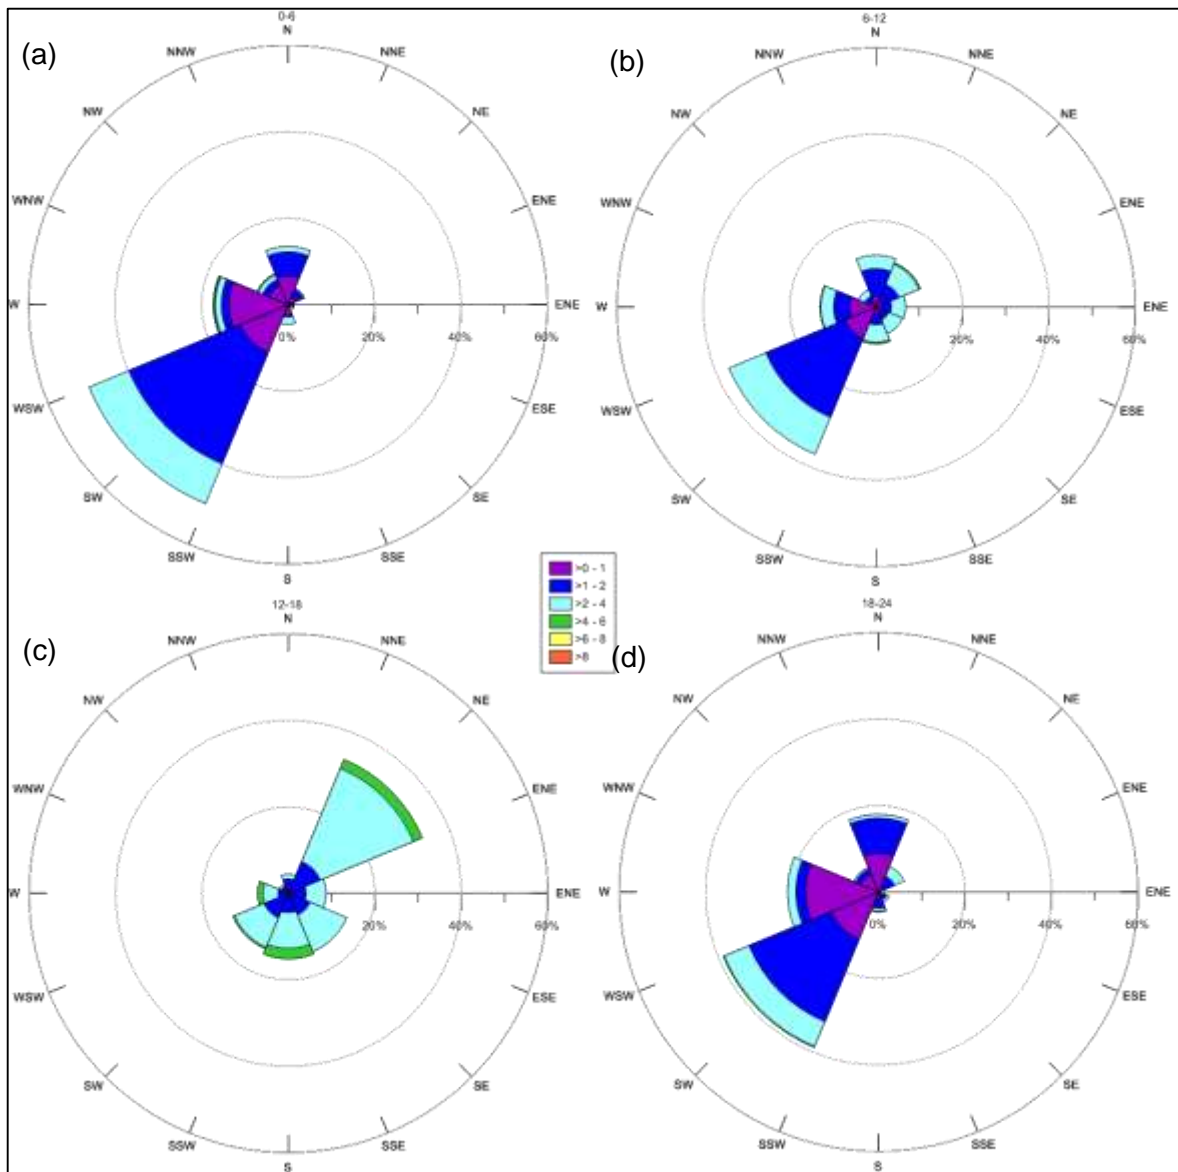 (a)
0-6
N
NNW
NNE
NW
NE
WNW
ENE
W
ENE
0%
20%
40%
60%
WSW
ESE
SW
SE
SSW
SSE
S
(b)
6-12
N
NNW
NNE
NW
NE
WNW
ENE
W
ENE
0%
20%
40%
60%
WSW
ESE
SW
SE
SSW
SSE
S
>0 - 1
>1 - 2
>2 - 4
>4 - 6
>6 - 8
>8
(c)
12-18
N
NNW
NNE
NW
NE
WNW
ENE
W
ENE
0%
20%
40%
60%
WSW
ESE
SW
SE
SSW
SSE
S
(d)
18-24
N
NNW
NNE
NW
NE
WNW
ENE
W
ENE
0%
20%
40%
60%
WSW
ESE
SW
SE
SSW
SSE
S